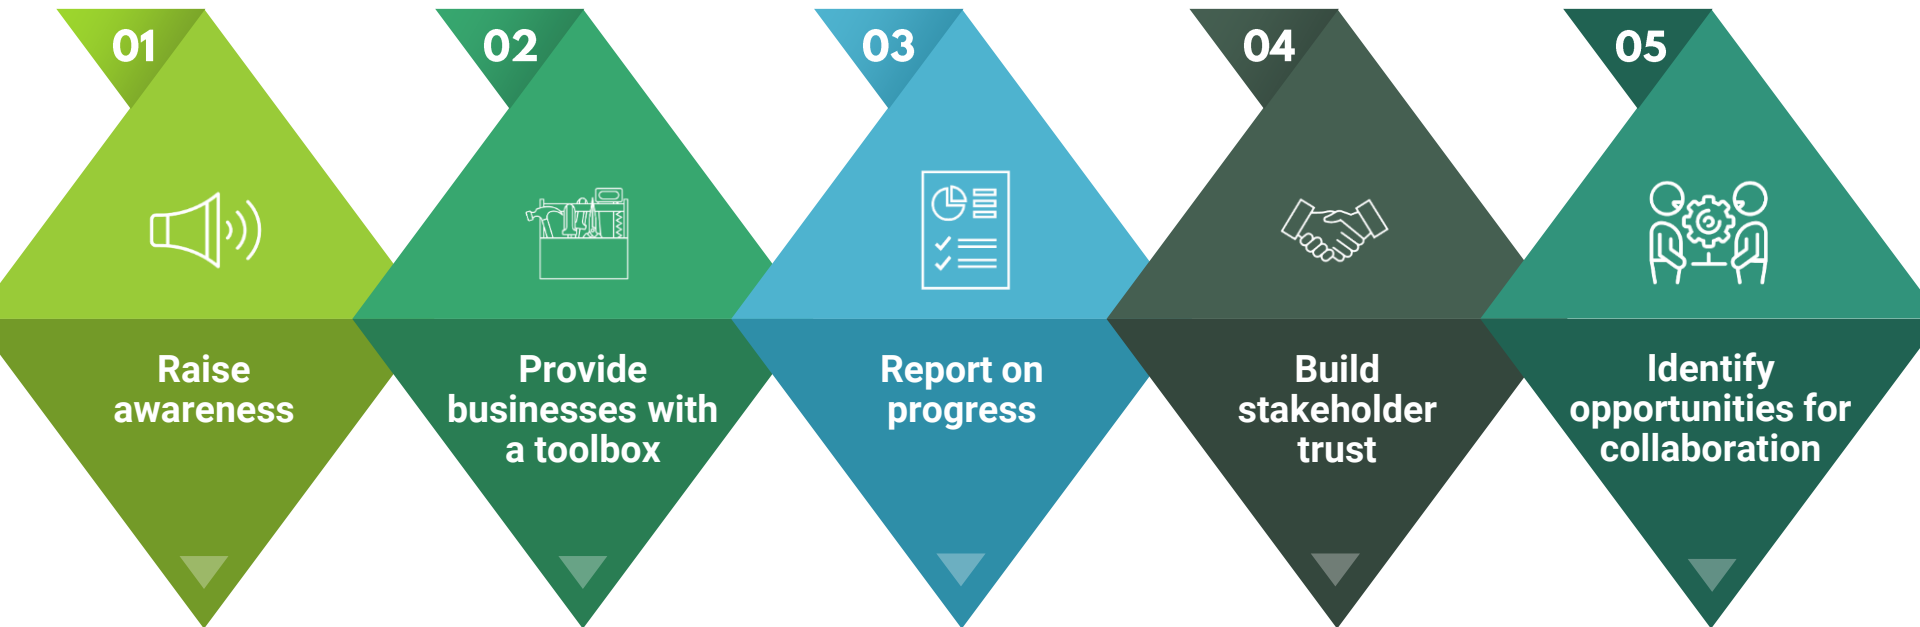 01
Raise
awareness
02
Provide
businesses with
a toolbox
03
Report on
progress
04
Build
stakeholder
trust
05
Identify
opportunities for
collaboration